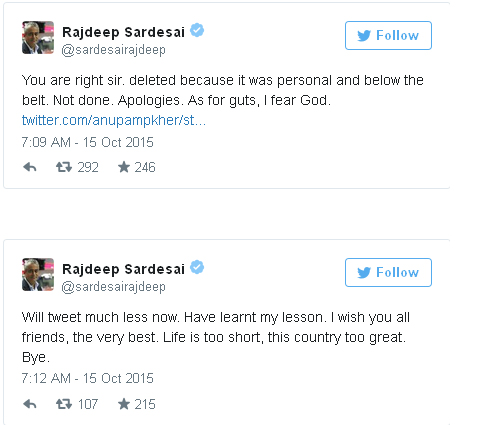 Rajdeep Sardesai
Follow
@sardesairajdeep
You are right sir. deleted because it was personal and below the
belt. Not done. Apologies. As for guts, I fear God.
twitter.com/anupampkher/st...
7:09 AM - 15 Oct 2015
292 246
Rajdeep Sardesai
Follow
@sardesairajdeep
Will tweet much less now. Have learnt my lesson. I wish you all
friends, the very best. Life is too short, this country too great.
Bye.
7:12 AM - 15 Oct 2015
107 215